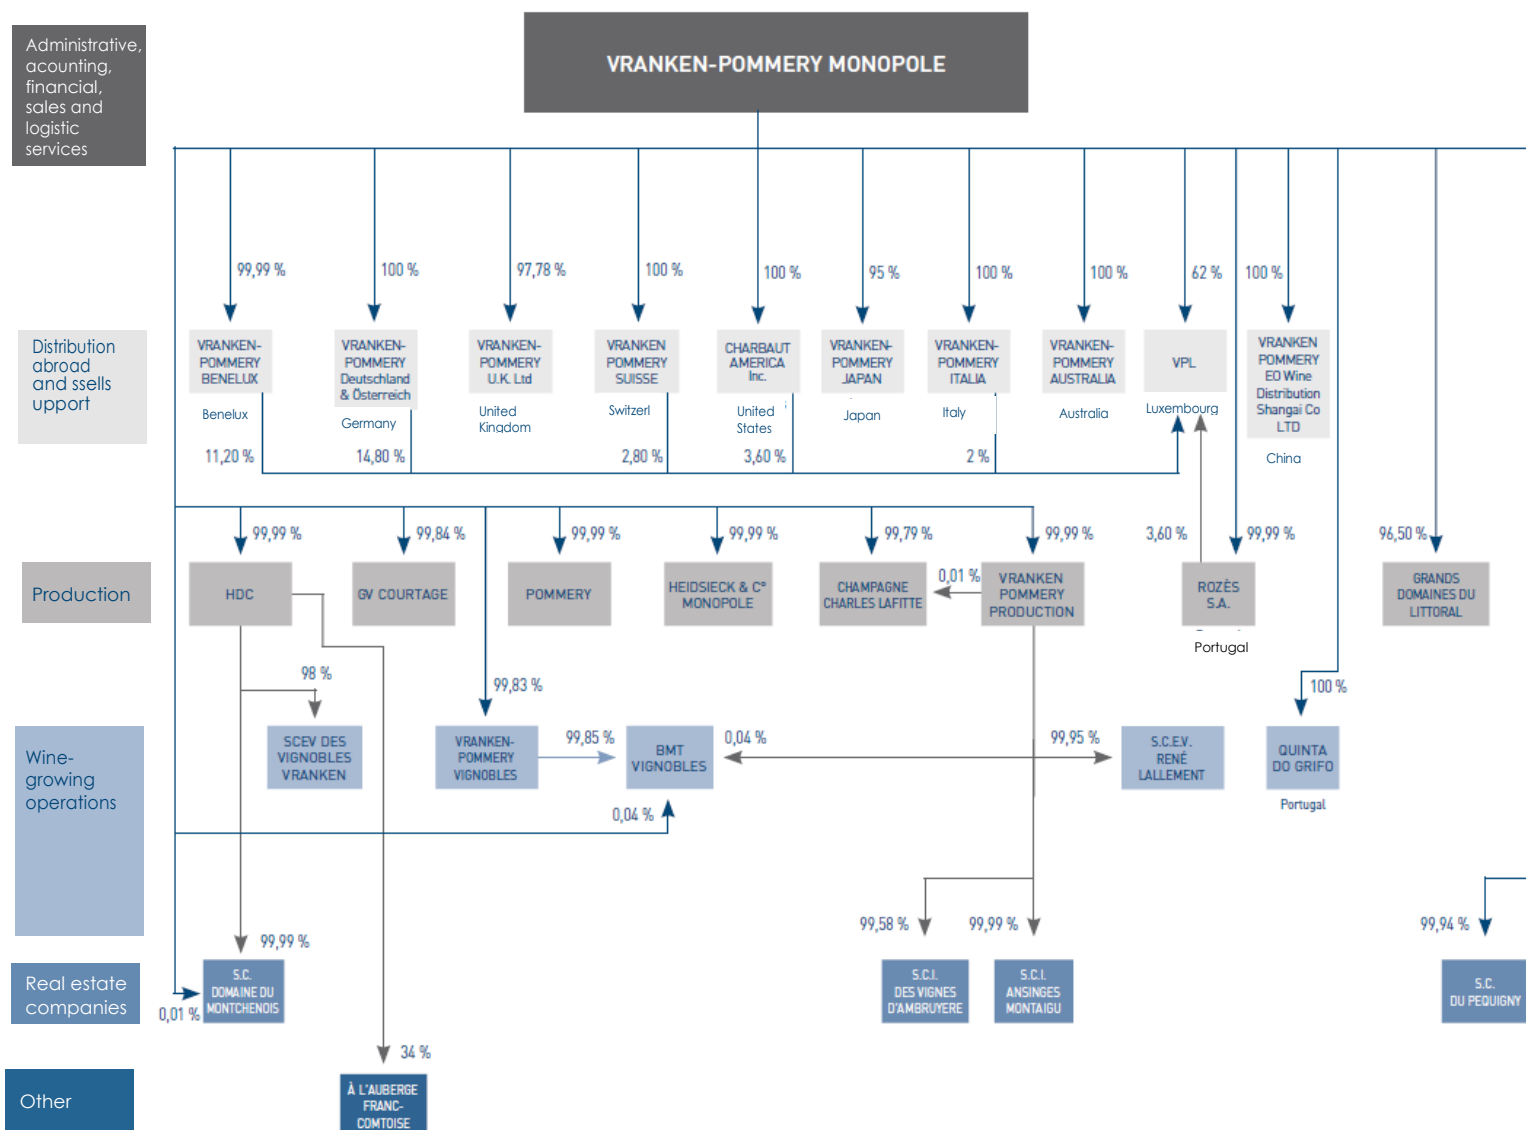 Administrative,
acounting,
financial,
sales and
logistic
services
VRANKEN-POMMERY MONOPOLE
99,99 %
100 %
97,78 %
100 %
100 %
95 %
100 %
100 %
62 %
100 %
Distribution
abroad
and ssells
upport
VRANKEN-
POMMERY
BENELUX
Benelux
VRANKEN-
POMMERY
Deutschland
& Österreich
Germany
VRANKEN-
POMMERY
U.K. Ltd
United
Kingdom
VRANKEN
POMMERY
SUISSE
Switzerl
CHARBAUT
AMERICA
Inc.
United
States
VRANKEN-
POMMERY
JAPAN
Japan
VRANKEN-
POMMERY
ITALIA
Italy
VRANKEN-
POMMERY
AUSTRALIA
Australia
VPL
Luxembourg
VRANKEN
POMMERY
EO Wine
Distribution
Shangai Co
LTD
China
11,20 %
14,80 %
2,80 %
3,60 %
2 %
99,99 %
99,84 %
99,99 %
99,99 %
99,79 %
99,99 %
3,60 %
99,99 %
96,50 %
Production
HDC
GV COURTAGE
POMMERY
HEIDSIECK & C°
MONOPOLE
CHAMPAGNE
CHARLES LAFITTE
0,01 %
VRANKEN
POMMERY
PRODUCTION
ROZÈS
S.A.
Portugal
GRANDS
DOMAINES DU
LITTORAL
98 %
99,83 %
100 %
Wine-
growing
operations
SCEV DES
VIGNOBLES
VRANKEN
VRANKEN-
POMMERY
VIGNOBLES
99,85 %
BMT
VIGNOBLES
0,04 %
99,95 %
S.C.E.V.
RENÉ
LALLEMENT
QUINTA
DO GRIFO
Portugal
0,04 %
99,99 %
99,58 %
99,99 %
99,94 %
Real estate
companies
0,01 %
S.C.
DOMAINE DU
MONTCHENOIS
S.C.I.
DES VIGNES
D'AMBRUYERE
S.C.I.
ANSINGES
MONTAIGU
S.C.
DU PEQUIGNY
34 %
Other
À L'AUBERGE
FRANC-
COMTOISE